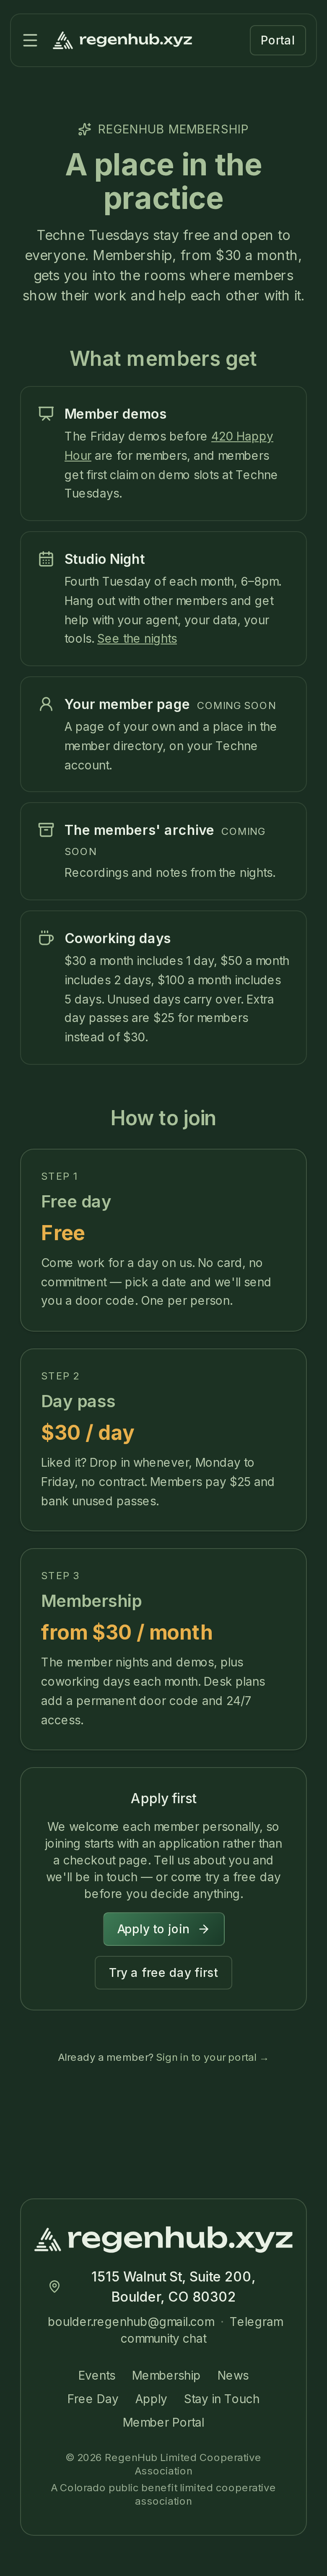 regenhub.xyz
Portal
REGENHUB MEMBERSHIP
A place in the
practice
Techne Tuesdays stay free and open to
everyone. Membership, from $30 a month,
gets you into the rooms where members
show their work and help each other with it.
What members get
Member demos
The Friday demos before 420 Happy
Hour are for members, and members
get first claim on demo slots at Techne
Tuesdays.
Studio Night
Fourth Tuesday of each month, 6–8pm.
Hang out with other members and get
help with your agent, your data, your
tools. See the nights
Your member page COMING SOON
A page of your own and a place in the
member directory, on your Techne
account.
The members' archive COMING
SOON
Recordings and notes from the nights.
Coworking days
$30 a month includes 1 day, $50 a month
includes 2 days, $100 a month includes
5 days. Unused days carry over. Extra
day passes are $25 for members
instead of $30.
How to join
STEP 1
Free day
Free
Come work for a day on us. No card, no
commitment — pick a date and we'll send
you a door code. One per person.
STEP 2
Day pass
$30 / day
Liked it? Drop in whenever, Monday to
Friday, no contract. Members pay $25 and
bank unused passes.
STEP 3
Membership
from $30 / month
The member nights and demos, plus
coworking days each month. Desk plans
add a permanent door code and 24/7
access.
Apply first
We welcome each member personally, so
joining starts with an application rather than
a checkout page. Tell us about you and
we'll be in touch — or come try a free day
before you decide anything.
Apply to join →
Try a free day first
Already a member? Sign in to your portal →
regenhub.xyz
1515 Walnut St, Suite 200,
Boulder, CO 80302
boulder.regenhub@gmail.com · Telegram
community chat
Events Membership News
Free Day Apply Stay in Touch
Member Portal
© 2026 RegenHub Limited Cooperative
Association
A Colorado public benefit limited cooperative
association